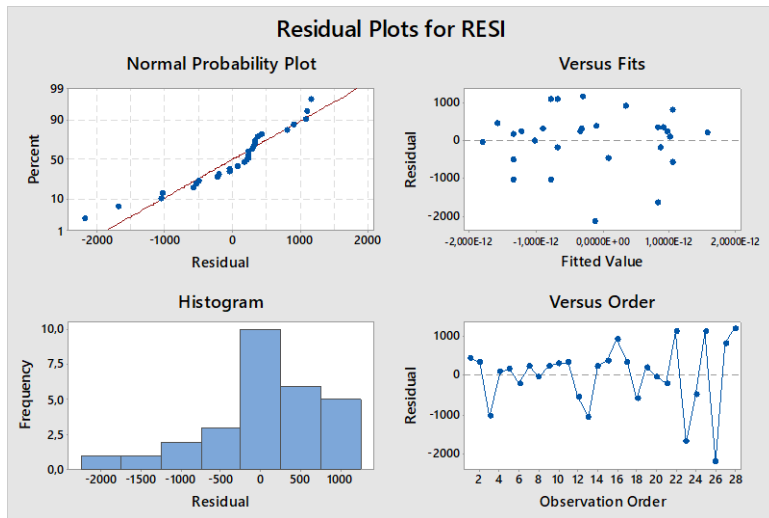 Residual Plots for RESI
Normal Probability Plot
99
90
50
10
1
Percent
-2000 -1000 0 1000 2000
Residual
Versus Fits
1000
0
-1000
-2000
Residual
-2,000E-12 -1,0000E-12 0,0000E+00 1,0000E-12 2,0000E-12
Fitted Value
Histogram
10,0
7,5
5,0
2,5
0,0
Frequency
-2000 -1500 -1000 -500 0 500 1000
Residual
Versus Order
1000
0
-1000
-2000
Residual
2 4 6 8 10 12 14 16 18 20 22 24 26 28
Observation Order